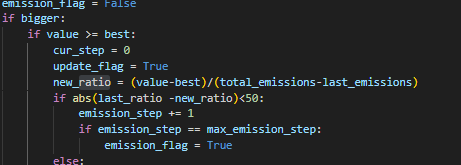 emission_flag = False
if bigger:
    if value >= best:
        cur_step = 0
        update_flag = True
        new_ratio = (value-best)/(total_emissions-last_emissions)
        if abs(last_ratio -new_ratio)<50:
            emission_step += 1
            if emission_step == max_emission_step:
                emission_flag = True
        else: